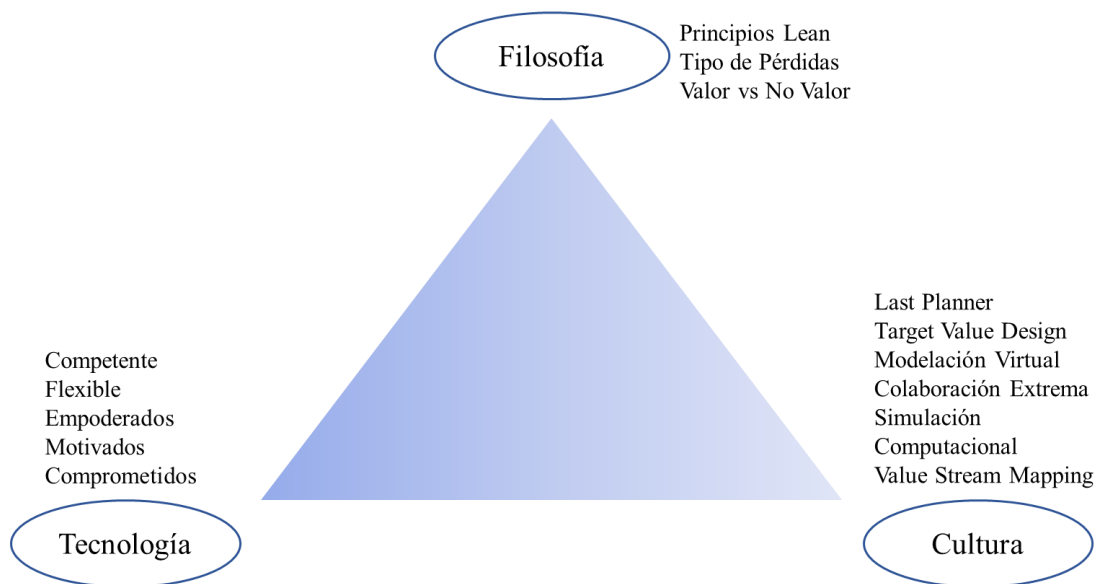 Filosofía
Principios Lean
Tipo de Pérdidas
Valor vs No Valor
Competente
Flexible
Empoderados
Motivados
Comprometidos
Tecnología
Last Planner
Target Value Design
Modelación Virtual
Colaboración Extrema
Simulación
Computacional
Value Stream Mapping
Cultura